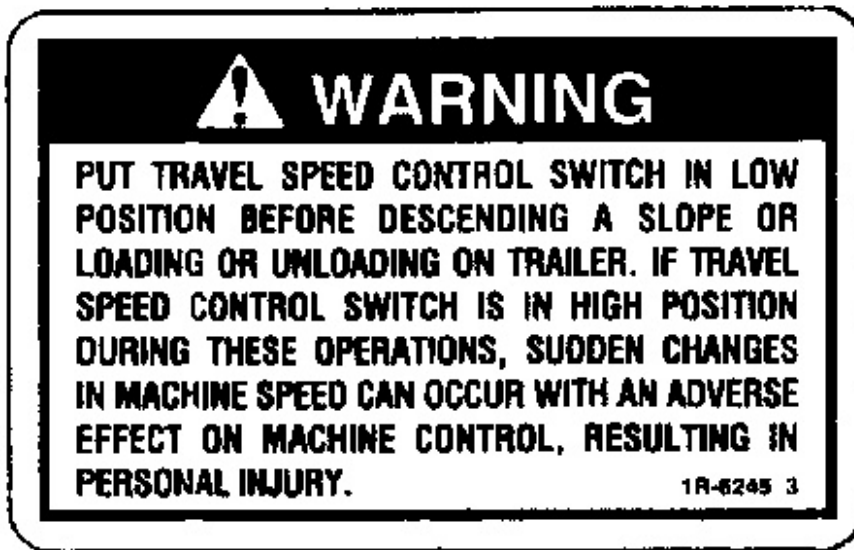 WARNING
PUT TRAVEL SPEED CONTROL SWITCH IN LOW
POSITION BEFORE DESCENDING A SLOPE OR
LOADING OR UNLOADING ON TRAILER. IF TRAVEL
SPEED CONTROL SWITCH IS IN HIGH POSITION
DURING THESE OPERATIONS, SUDDEN CHANGES
IN MACHINE SPEED CAN OCCUR WITH AN ADVERSE
EFFECT ON MACHINE CONTROL, RESULTING IN
PERSONAL INJURY. 1R-6245 3